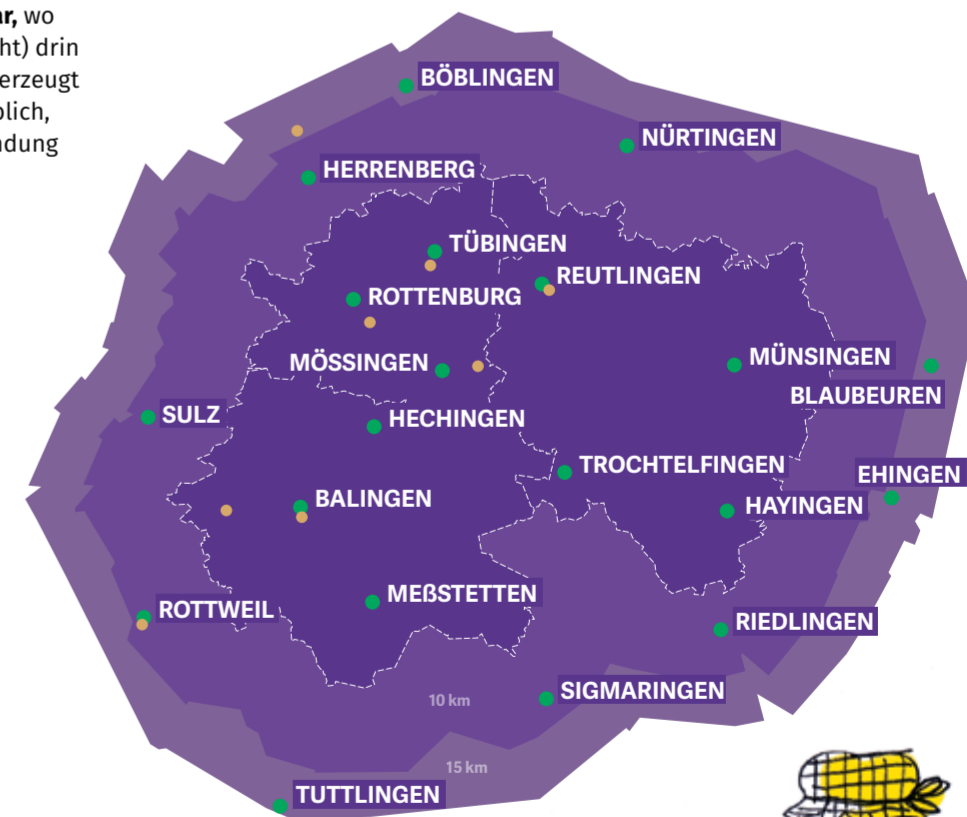 ar, wo
ht) drin
erzeugt
blich,
ndung
BÖBLINGEN
NÜRTINGEN
HERRENBERG
TÜBINGEN
REUTLINGEN
ROTTENBURG
MÖSSINGEN
MÜNSINGEN
BLAUBEUREN
SULZ
HECHINGEN
TROCHTELFINGEN
EHINGEN
BALINGEN
HAYINGEN
MEẞSTETTEN
ROTTWEIL
RIEDLINGEN
SIGMARINGEN
10 km
15 km
TUTTLINGEN